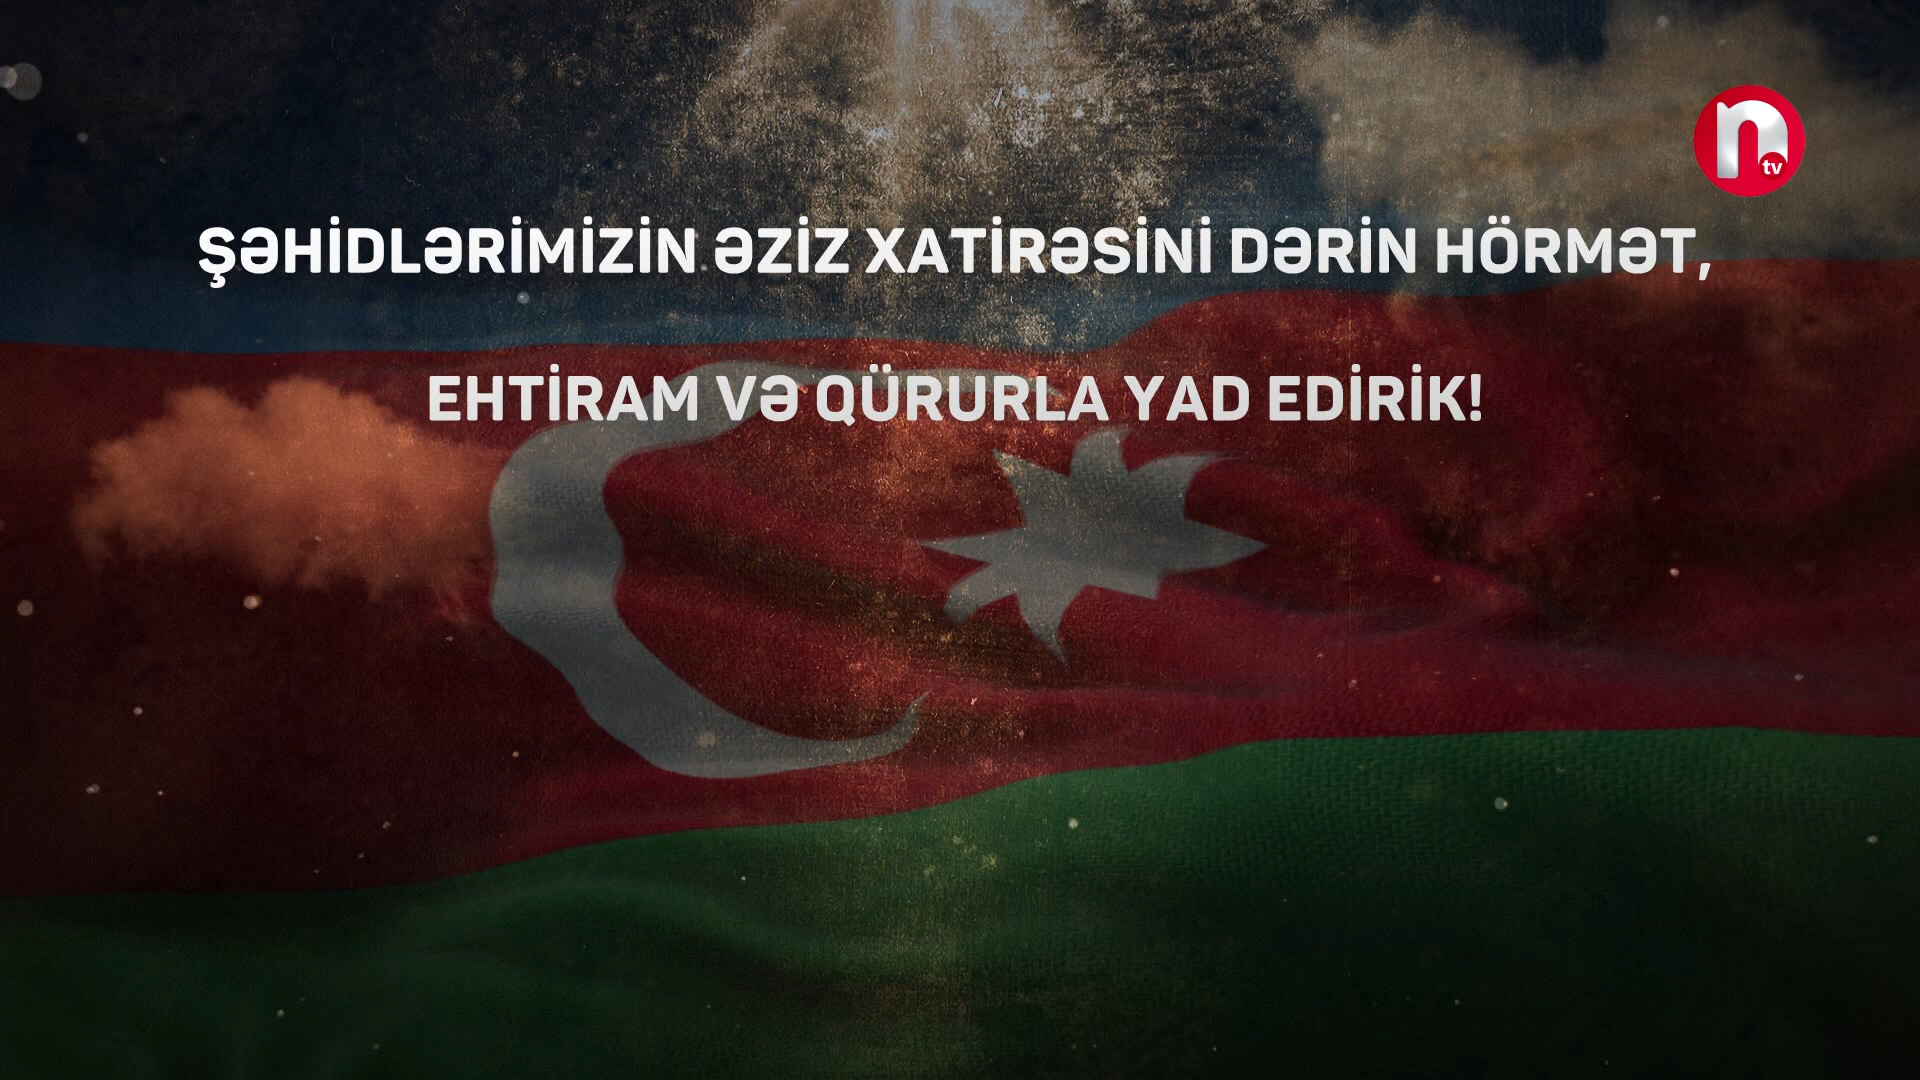 ŞƏHİDLƏRİMİZİN ƏZİZ XATİRƏSİNİ DƏRİN HÖRMƏT,
EHTİRAM VƏ QÜRURLA YAD EDİRİK!
n tv